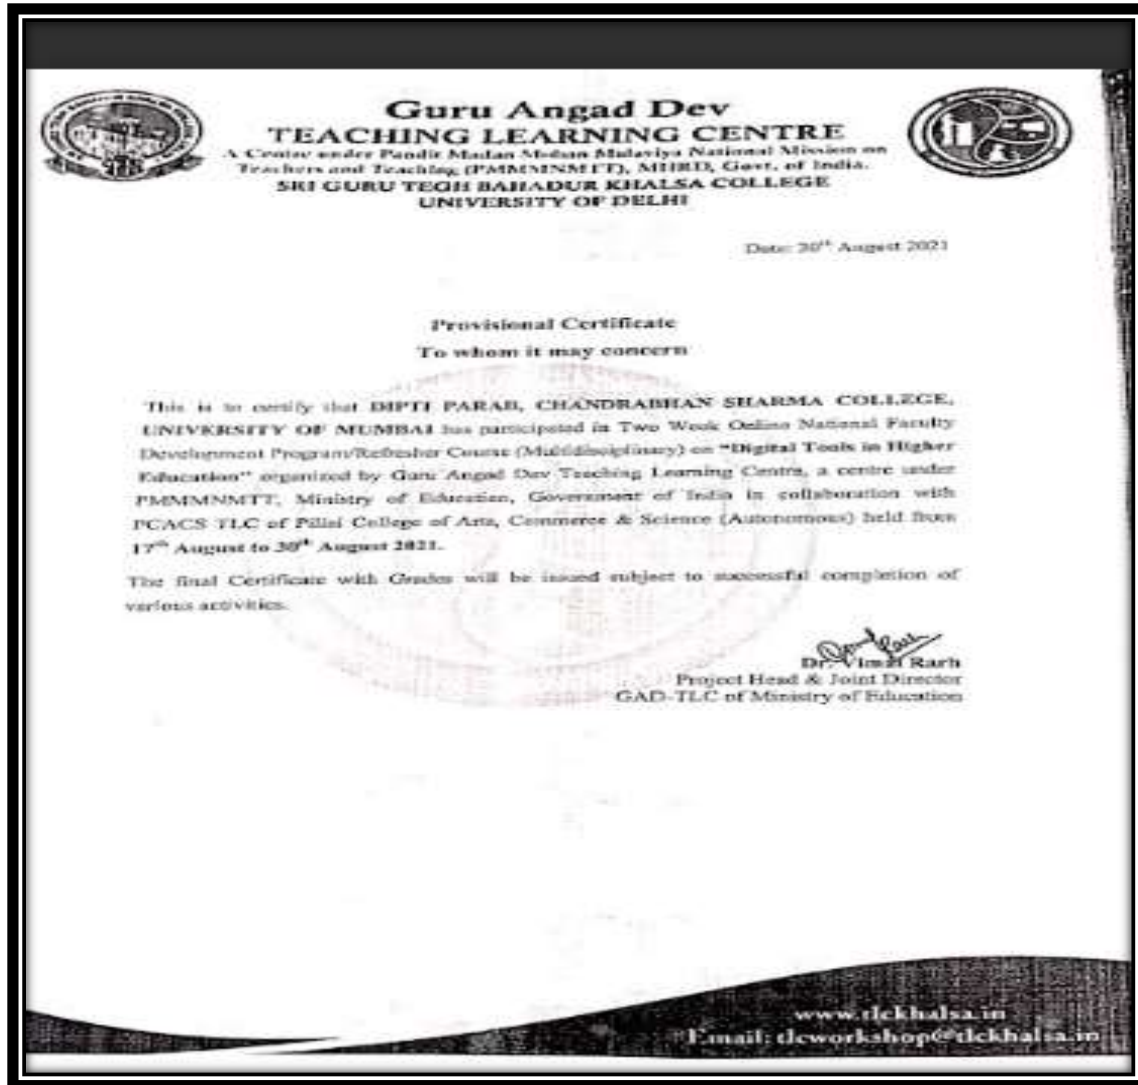 Guru Angad Dev
TEACHING LEARNING CENTRE
A Centre under Pandit Madan Mohan Malaviya National Mission on
Teachers and Teaching (PMMMNMTT), MHRD, Govt. of India.
SRI GURU TEGH BAHADUR KHALSA COLLEGE
UNIVERSITY OF DELHI
Date: 30th August 2021
Provisional Certificate
To whom it may concern
This is to certify that DIPTI PARAB, CHANDRABHAN SHARMA COLLEGE,
UNIVERSITY OF MUMBAI has participated in Two Week Online National Faculty
Development Program/Refresher Course (Multidisciplinary) on "Digital Tools in Higher
Education" organized by Guru Angad Dev Teaching Learning Centre, a centre under
PMMMNMTT, Ministry of Education, Government of India in collaboration with
PCACS TLC of Pillai College of Arts, Commerce & Science (Autonomous) held from
17th August to 30th August 2021.
The final Certificate with Grades will be issued subject to successful completion of
various activities.
Dr. Vimal Rarh
Project Head & Joint Director
GAD-TLC of Ministry of Education
www.tlckhalsa.in
Email: tlcworkshop@tlckhalsa.in